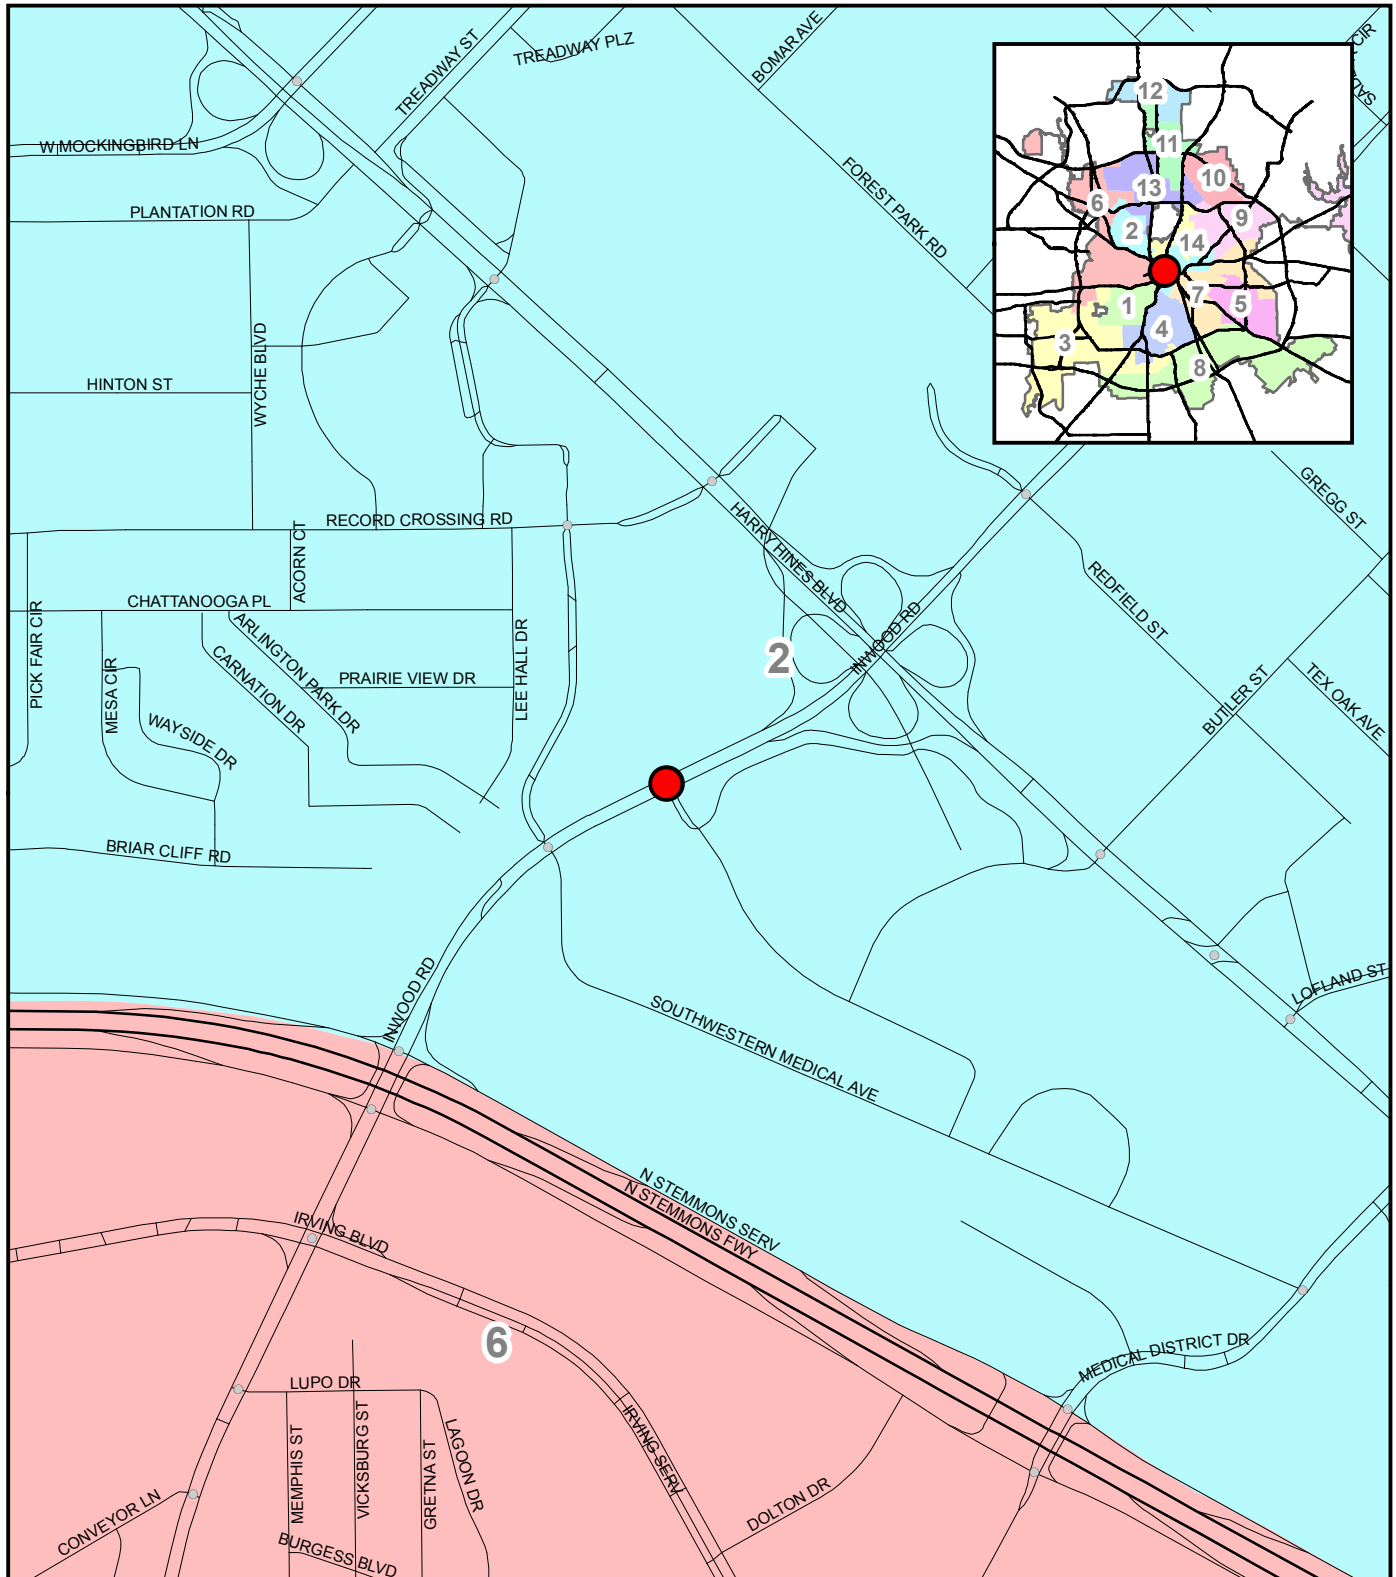 TREADWAY ST
TREADWAY PLZ
BOMAR AVE
CIR
W MOCKINGBIRD LN
PLANTATION RD
FOREST PARK RD
WYCHE BLVD
HINTON ST
12
11
13
10
6
9
2
14
1
7
5
4
3
8
GREGG ST
RECORD CROSSING RD
ACORN CT
HARRY HINES BLVD
INWOOD RD
REDFIELD ST
PICK FAIR CIR
CHATTANOOGA PL
ARLINGTON PARK DR
CARNATION DR
MESA CIR
WAYSIDE DR
PRAIRIE VIEW DR
LEE HALL DR
2
BUTLER ST
TEX OAK AVE
BRIAR CLIFF RD
INWOOD RD
LOFLAND ST
SOUTHWESTERN MEDICAL AVE
N STEMMONS SERV
N STEMMONS FWY
IRVING BLVD
6
MEDICAL DISTRICT DR
LUPO DR
MEMPHIS ST
VICKSBURG ST
GRETNA ST
LAGOON DR
IRVING SERV
DOLTON DR
CONVEYOR LN
BURGESS BLVD